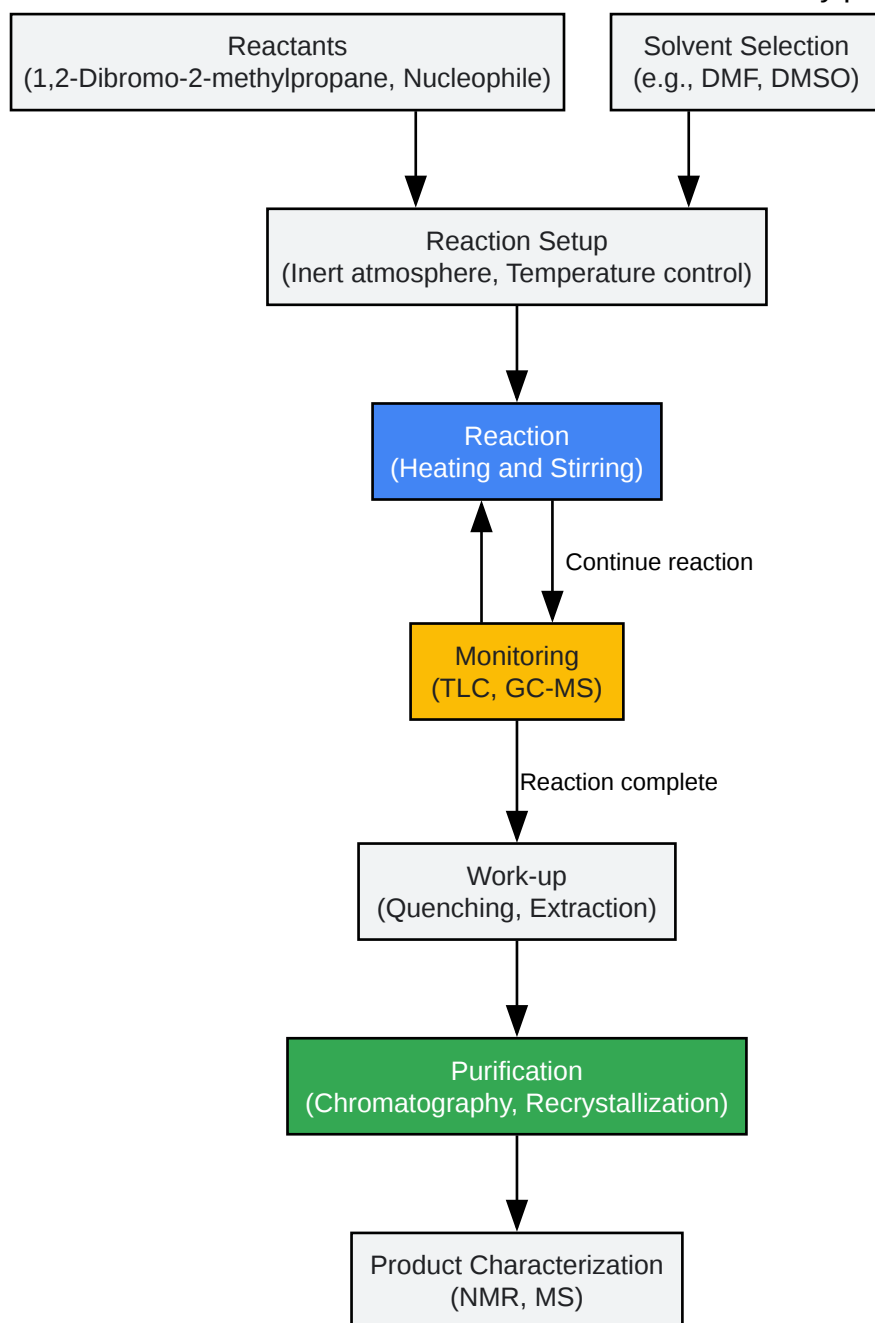 Reactants
(1,2-Dibromo-2-methylpropane, Nucleophile)
Solvent Selection
(e.g., DMF, DMSO)
Reaction Setup
(Inert atmosphere, Temperature control)
Reaction
(Heating and Stirring)
Continue reaction
Monitoring
(TLC, GC-MS)
Reaction complete
Work-up
(Quenching, Extraction)
Purification
(Chromatography, Recrystallization)
Product Characterization
(NMR, MS)